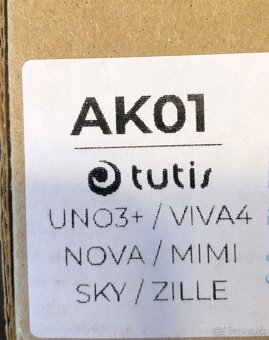 AK01
tutis
UNO3+ / VIVA4
NOVA / MIMI
SKY / ZILLE